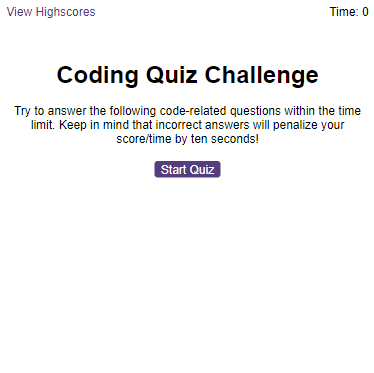 View Highscores
Time: 0
Coding Quiz Challenge
Try to answer the following code-related questions within the time
limit. Keep in mind that incorrect answers will penalize your
score/time by ten seconds!
Start Quiz